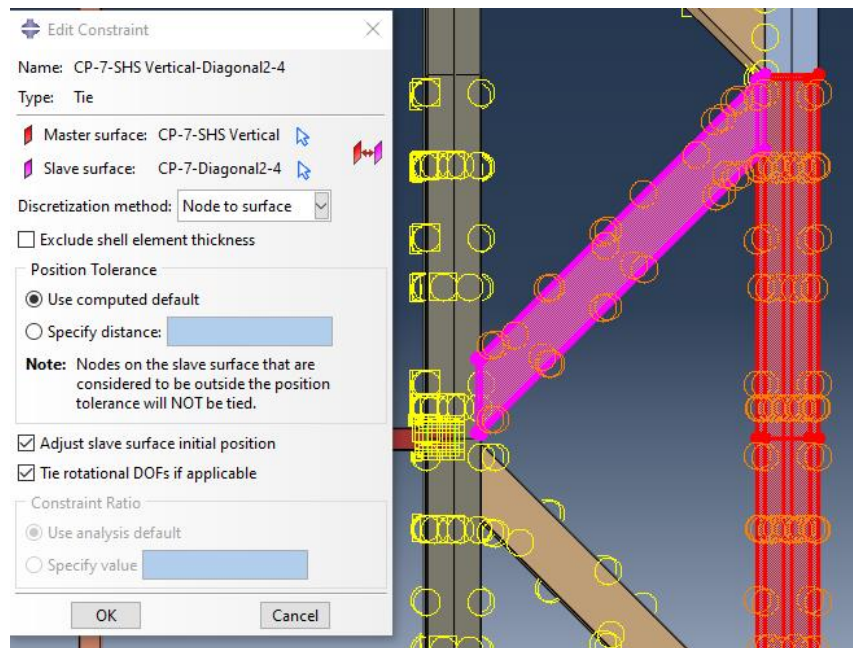 Edit Constraint
Name: CP-7-SHS Vertical-Diagonal2-4
Type: Tie
Master surface: CP-7-SHS Vertical
Slave surface: CP-7-Diagonal2-4
Discretization method: Node to surface
Exclude shell element thickness
Position Tolerance
Use computed default
Specify distance:
Note: Nodes on the slave surface that are
considered to be outside the position
tolerance will NOT be tied.
Adjust slave surface initial position
Tie rotational DOFs if applicable
Constraint Ratio
Use analysis default
Specify value
OK Cancel